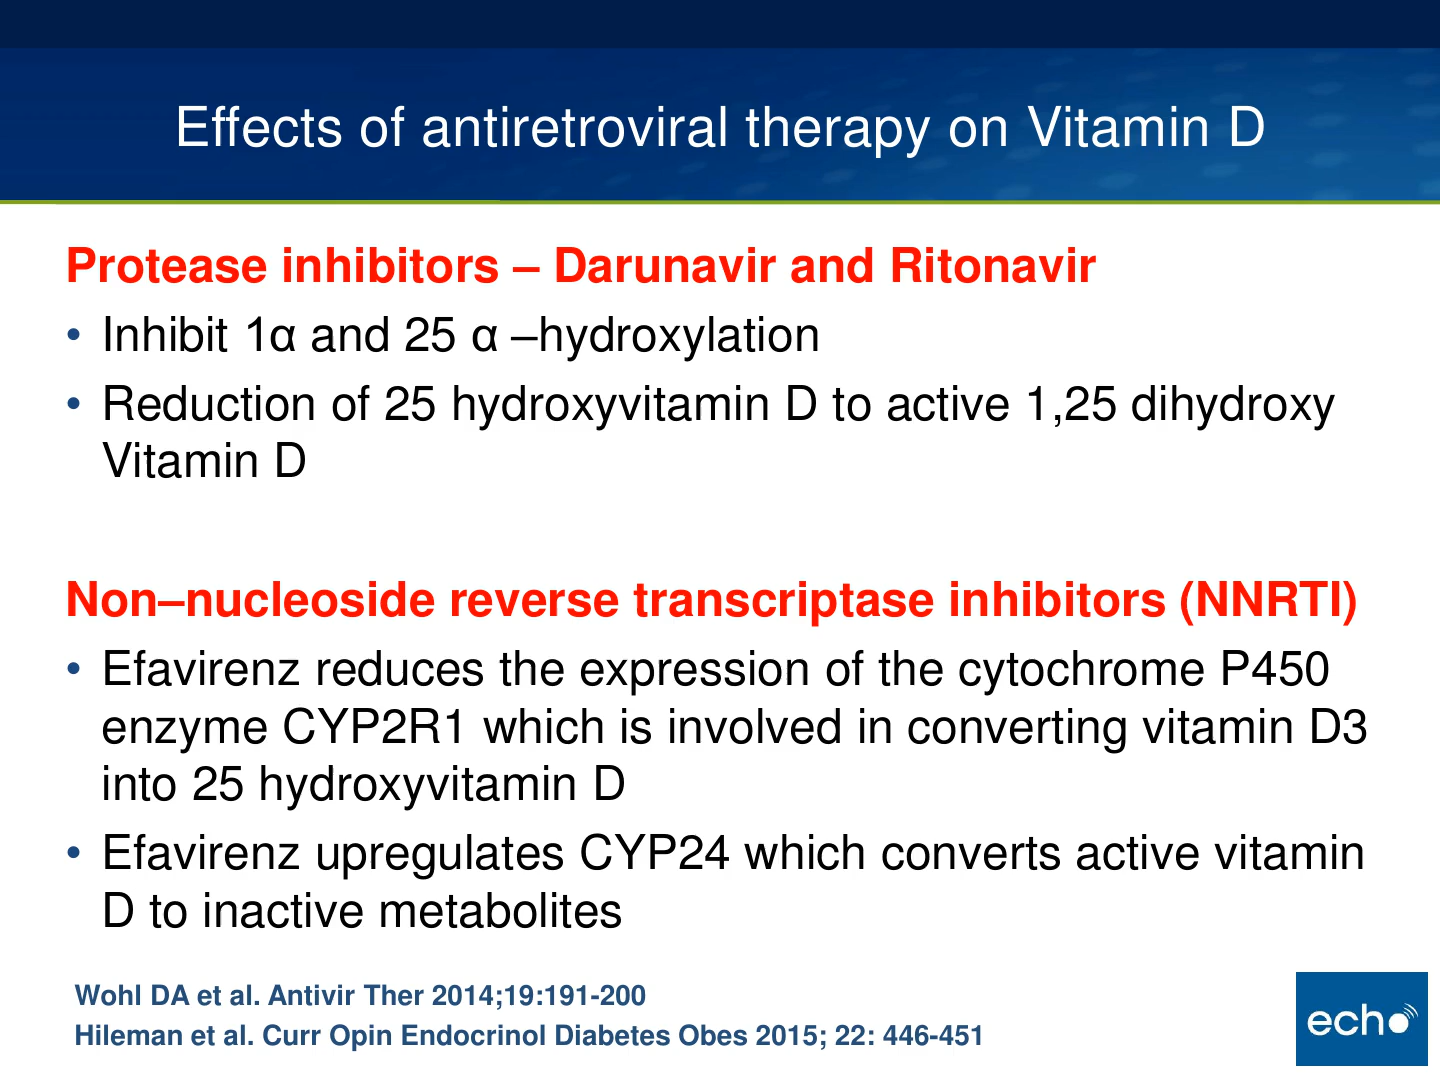 Effects of antiretroviral therapy on Vitamin D
Protease inhibitors – Darunavir and Ritonavir
• Inhibit 1α and 25 α –hydroxylation
• Reduction of 25 hydroxyvitamin D to active 1,25 dihydroxy
Vitamin D
Non–nucleoside reverse transcriptase inhibitors (NNRTI)
• Efavirenz reduces the expression of the cytochrome P450
enzyme CYP2R1 which is involved in converting vitamin D3
into 25 hydroxyvitamin D
• Efavirenz upregulates CYP24 which converts active vitamin
D to inactive metabolites
Wohl DA et al. Antivir Ther 2014;19:191-200
Hileman et al. Curr Opin Endocrinol Diabetes Obes 2015; 22: 446-451
echo